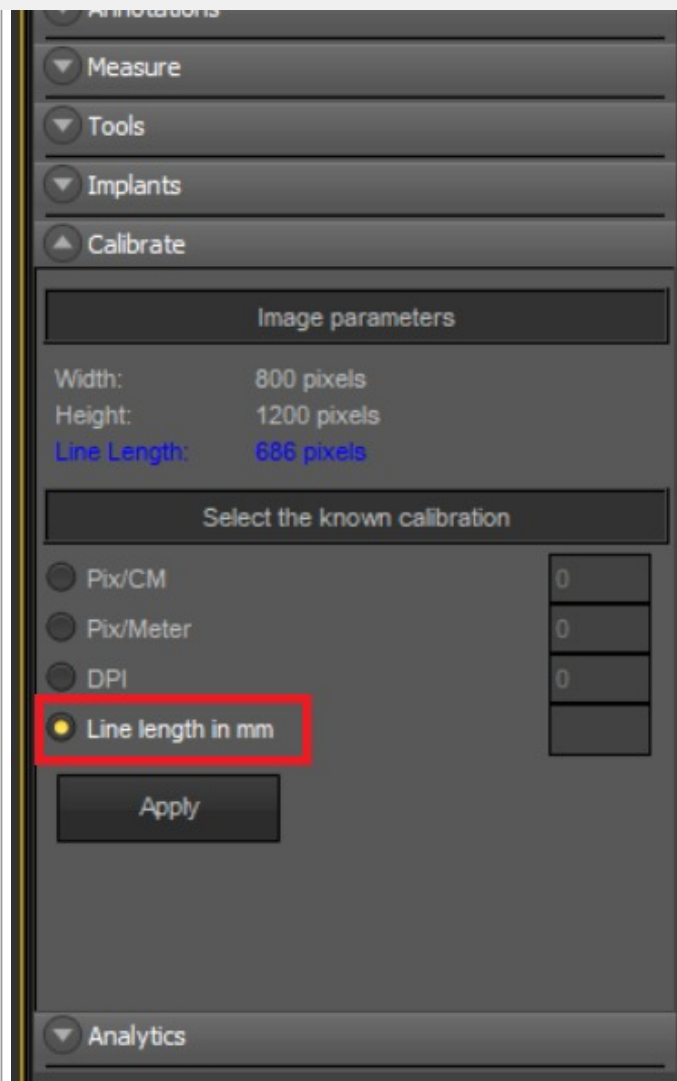 Annotations
Measure
Tools
Implants
Calibrate
Image parameters
Width: 800 pixels
Height: 1200 pixels
Line Length: 686 pixels
Select the known calibration
Pix/CM 0
Pix/Meter 0
DPI 0
Line length in mm
Apply
Analytics